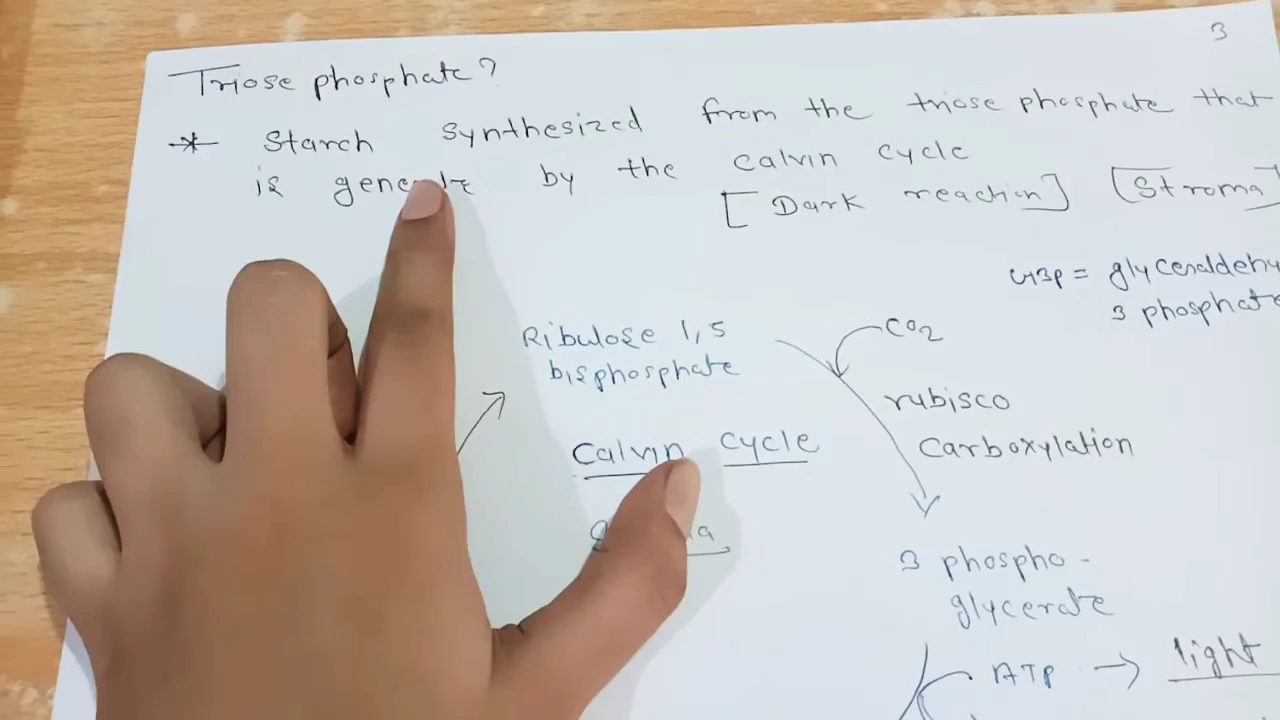 3
Triose phosphate?
* Starch synthesized from the triose phosphate that
is by the calvin cycle
[Dark reaction] [Stroma]
G3P = glyceraldehy
3 phosphate
Ribulose 1,5
bisphosphate
CO2
rubisco
Carboxylation
Calvin Cycle
3 phospho-
glycerate
ATP → light